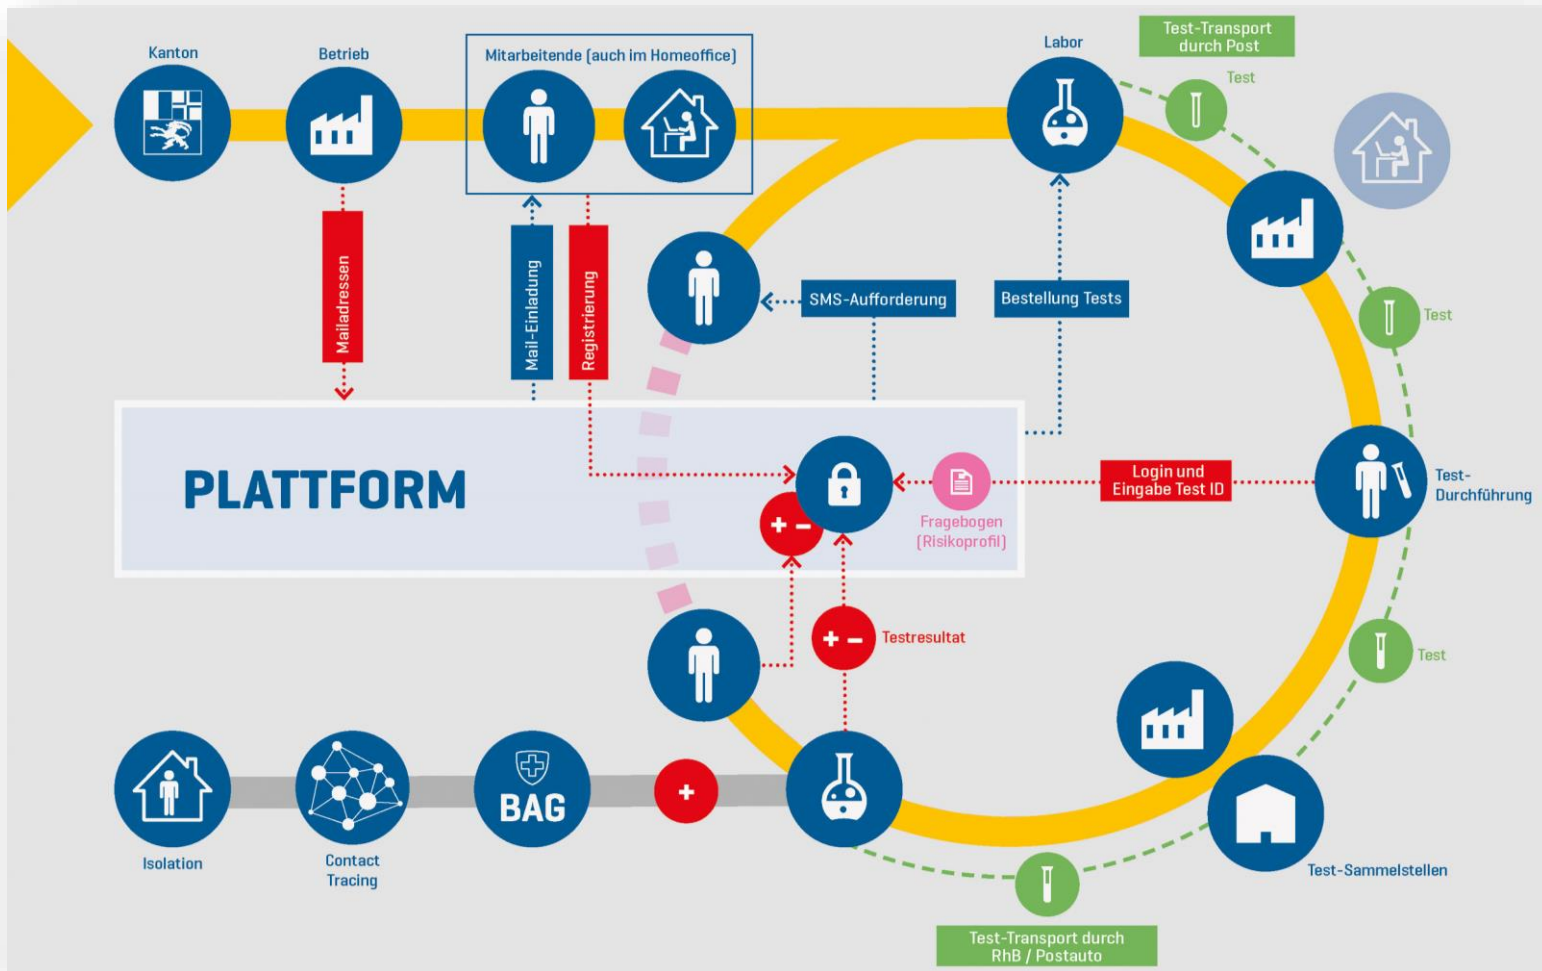 Kanton
Betrieb
Mitarbeitende (auch im Homeoffice)
Labor
Test-Transport
durch Post
Test
Mailadressen
Mail-Einladung
Registrierung
SMS-Aufforderung
Bestellung Tests
Test
PLATTFORM
Login und
Eingabe Test ID
Test-
Durchführung
+ –
Fragebogen
(Risikoprofil)
+ –
Testresultat
Test
BAG
+
Isolation
Contact
Tracing
Test-Sammelstellen
Test-Transport durch
RhB / Postauto